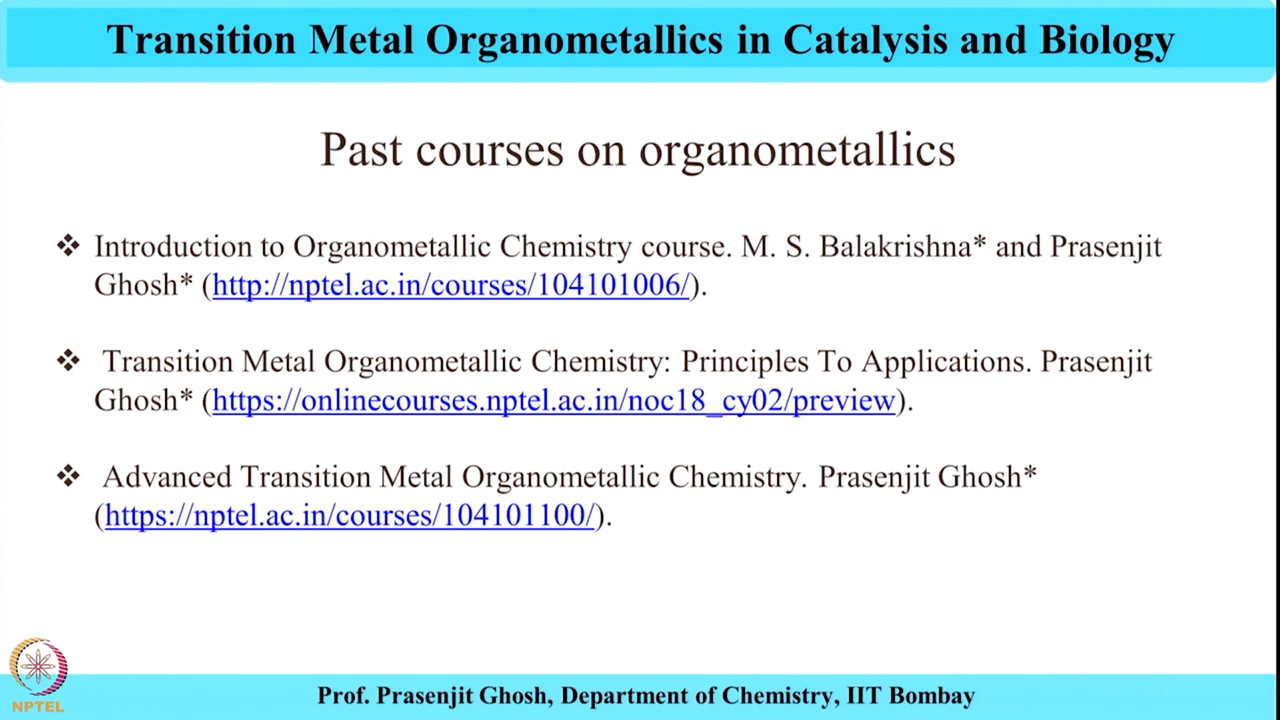 Transition Metal Organometallics in Catalysis and Biology
Past courses on organometallics
❖ Introduction to Organometallic Chemistry course. M. S. Balakrishna* and Prasenjit
Ghosh* (http://nptel.ac.in/courses/104101006/).
❖ Transition Metal Organometallic Chemistry: Principles To Applications. Prasenjit
Ghosh* (https://onlinecourses.nptel.ac.in/noc18_cy02/preview).
❖ Advanced Transition Metal Organometallic Chemistry. Prasenjit Ghosh*
(https://nptel.ac.in/courses/104101100/).
NPTEL
Prof. Prasenjit Ghosh, Department of Chemistry, IIT Bombay